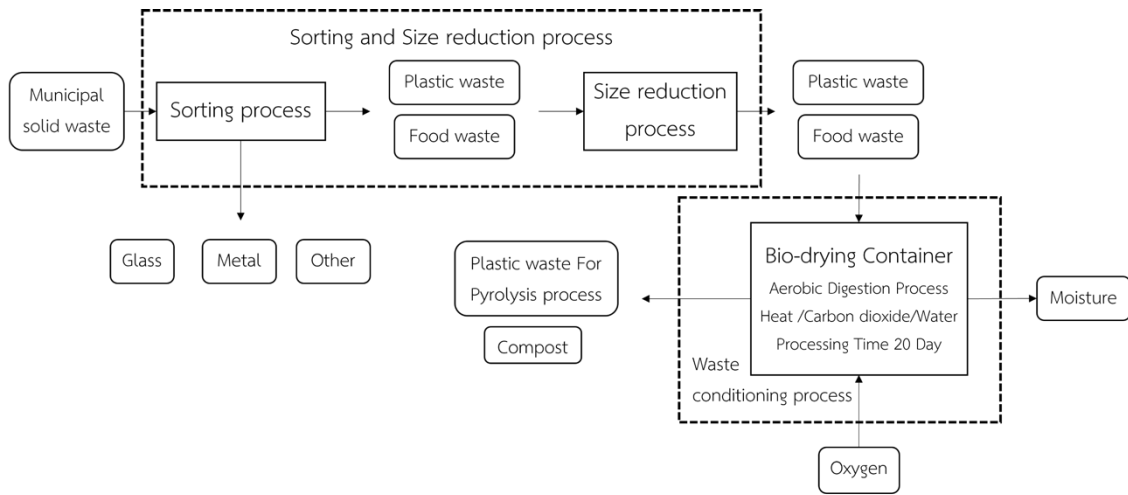 Sorting and Size reduction process
Municipal
solid waste
Sorting process
Plastic waste
Food waste
Size reduction
process
Plastic waste
Food waste
Glass
Metal
Other
Plastic waste For
Pyrolysis process
Compost
Bio-drying Container
Aerobic Digestion Process
Heat /Carbon dioxide/Water
Processing Time 20 Day
Moisture
Waste
conditioning process
Oxygen